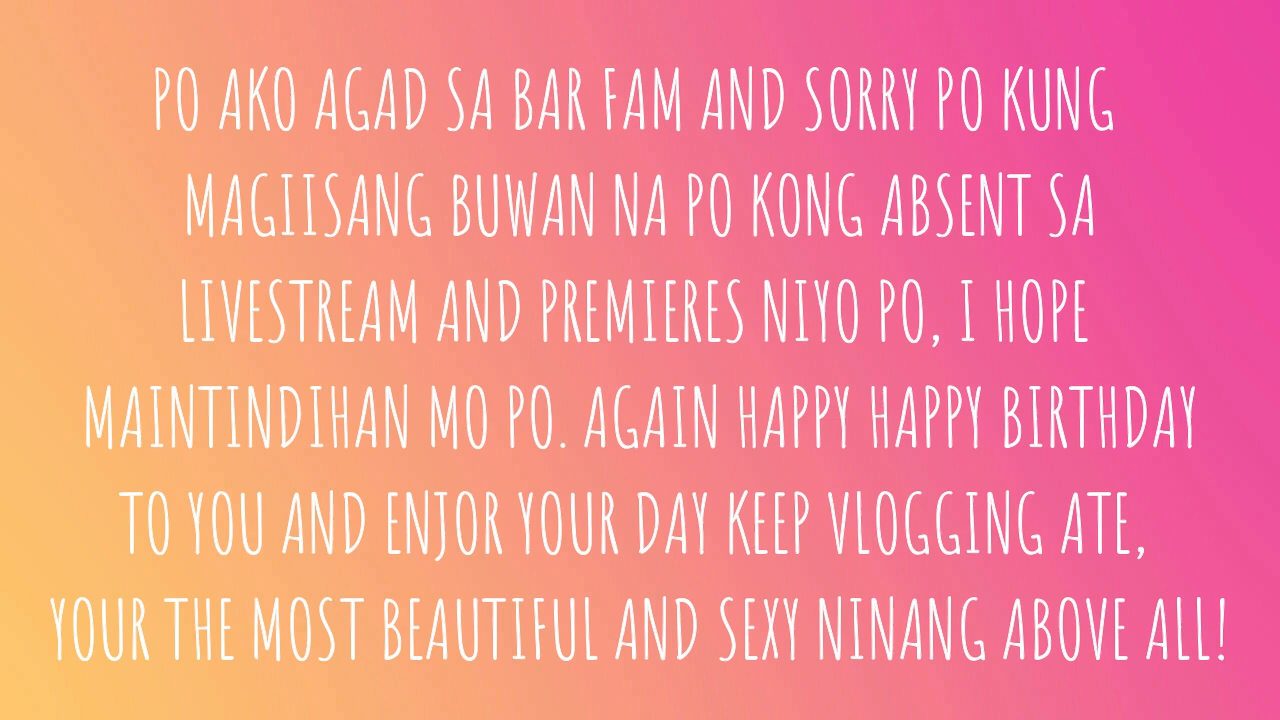 PO AKO AGAD SA BAR FAM AND SORRY PO KUNG
MAGIISANG BUWAN NA PO KONG ABSENT SA
LIVESTREAM AND PREMIERES NIYO PO, I HOPE
MAINTINDIHAN MO PO. AGAIN HAPPY HAPPY BIRTHDAY
TO YOU AND ENJOR YOUR DAY KEEP VLOGGING ATE,
YOUR THE MOST BEAUTIFUL AND SEXY NINANG ABOVE ALL!